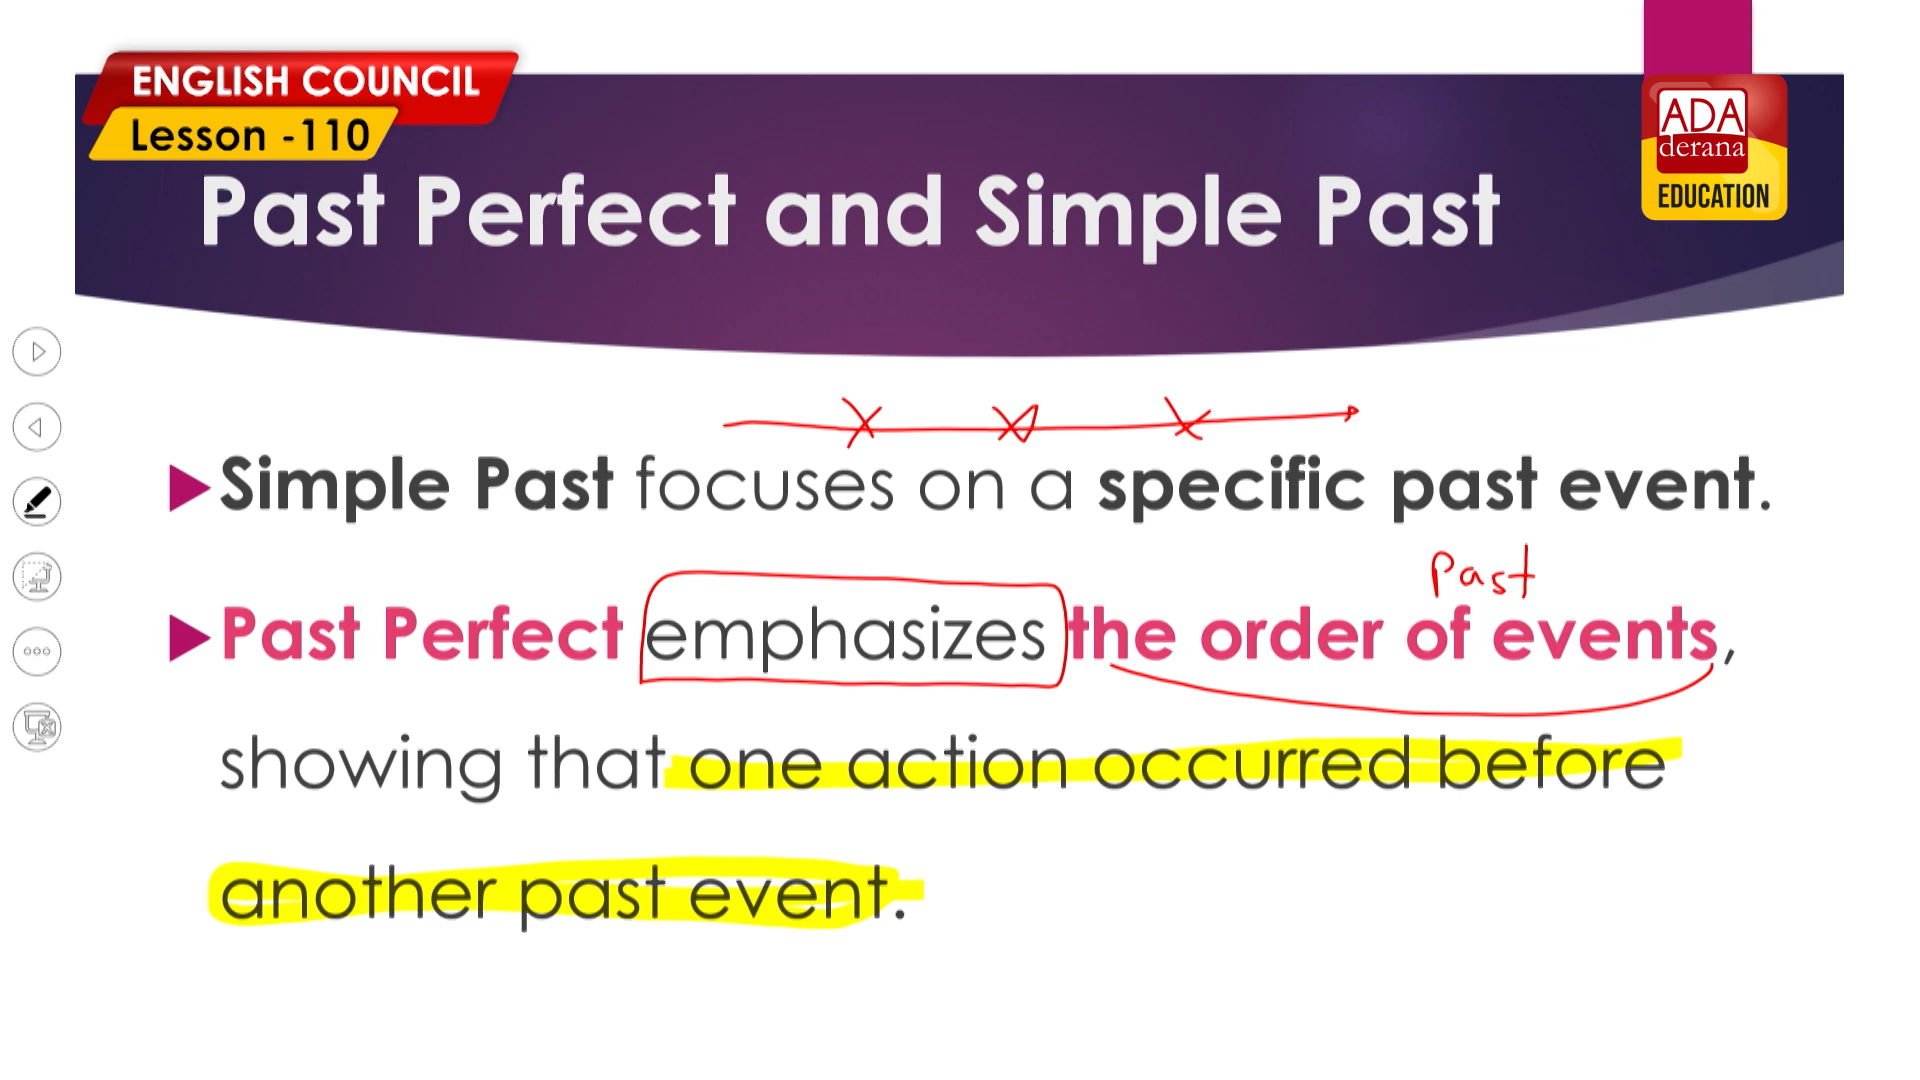 ENGLISH COUNCIL
Lesson -110
ADA
derana
EDUCATION
Past Perfect and Simple Past
Simple Past focuses on a specific past event.
Past
Past Perfect emphasizes the order of events,
showing that one action occurred before
another past event.